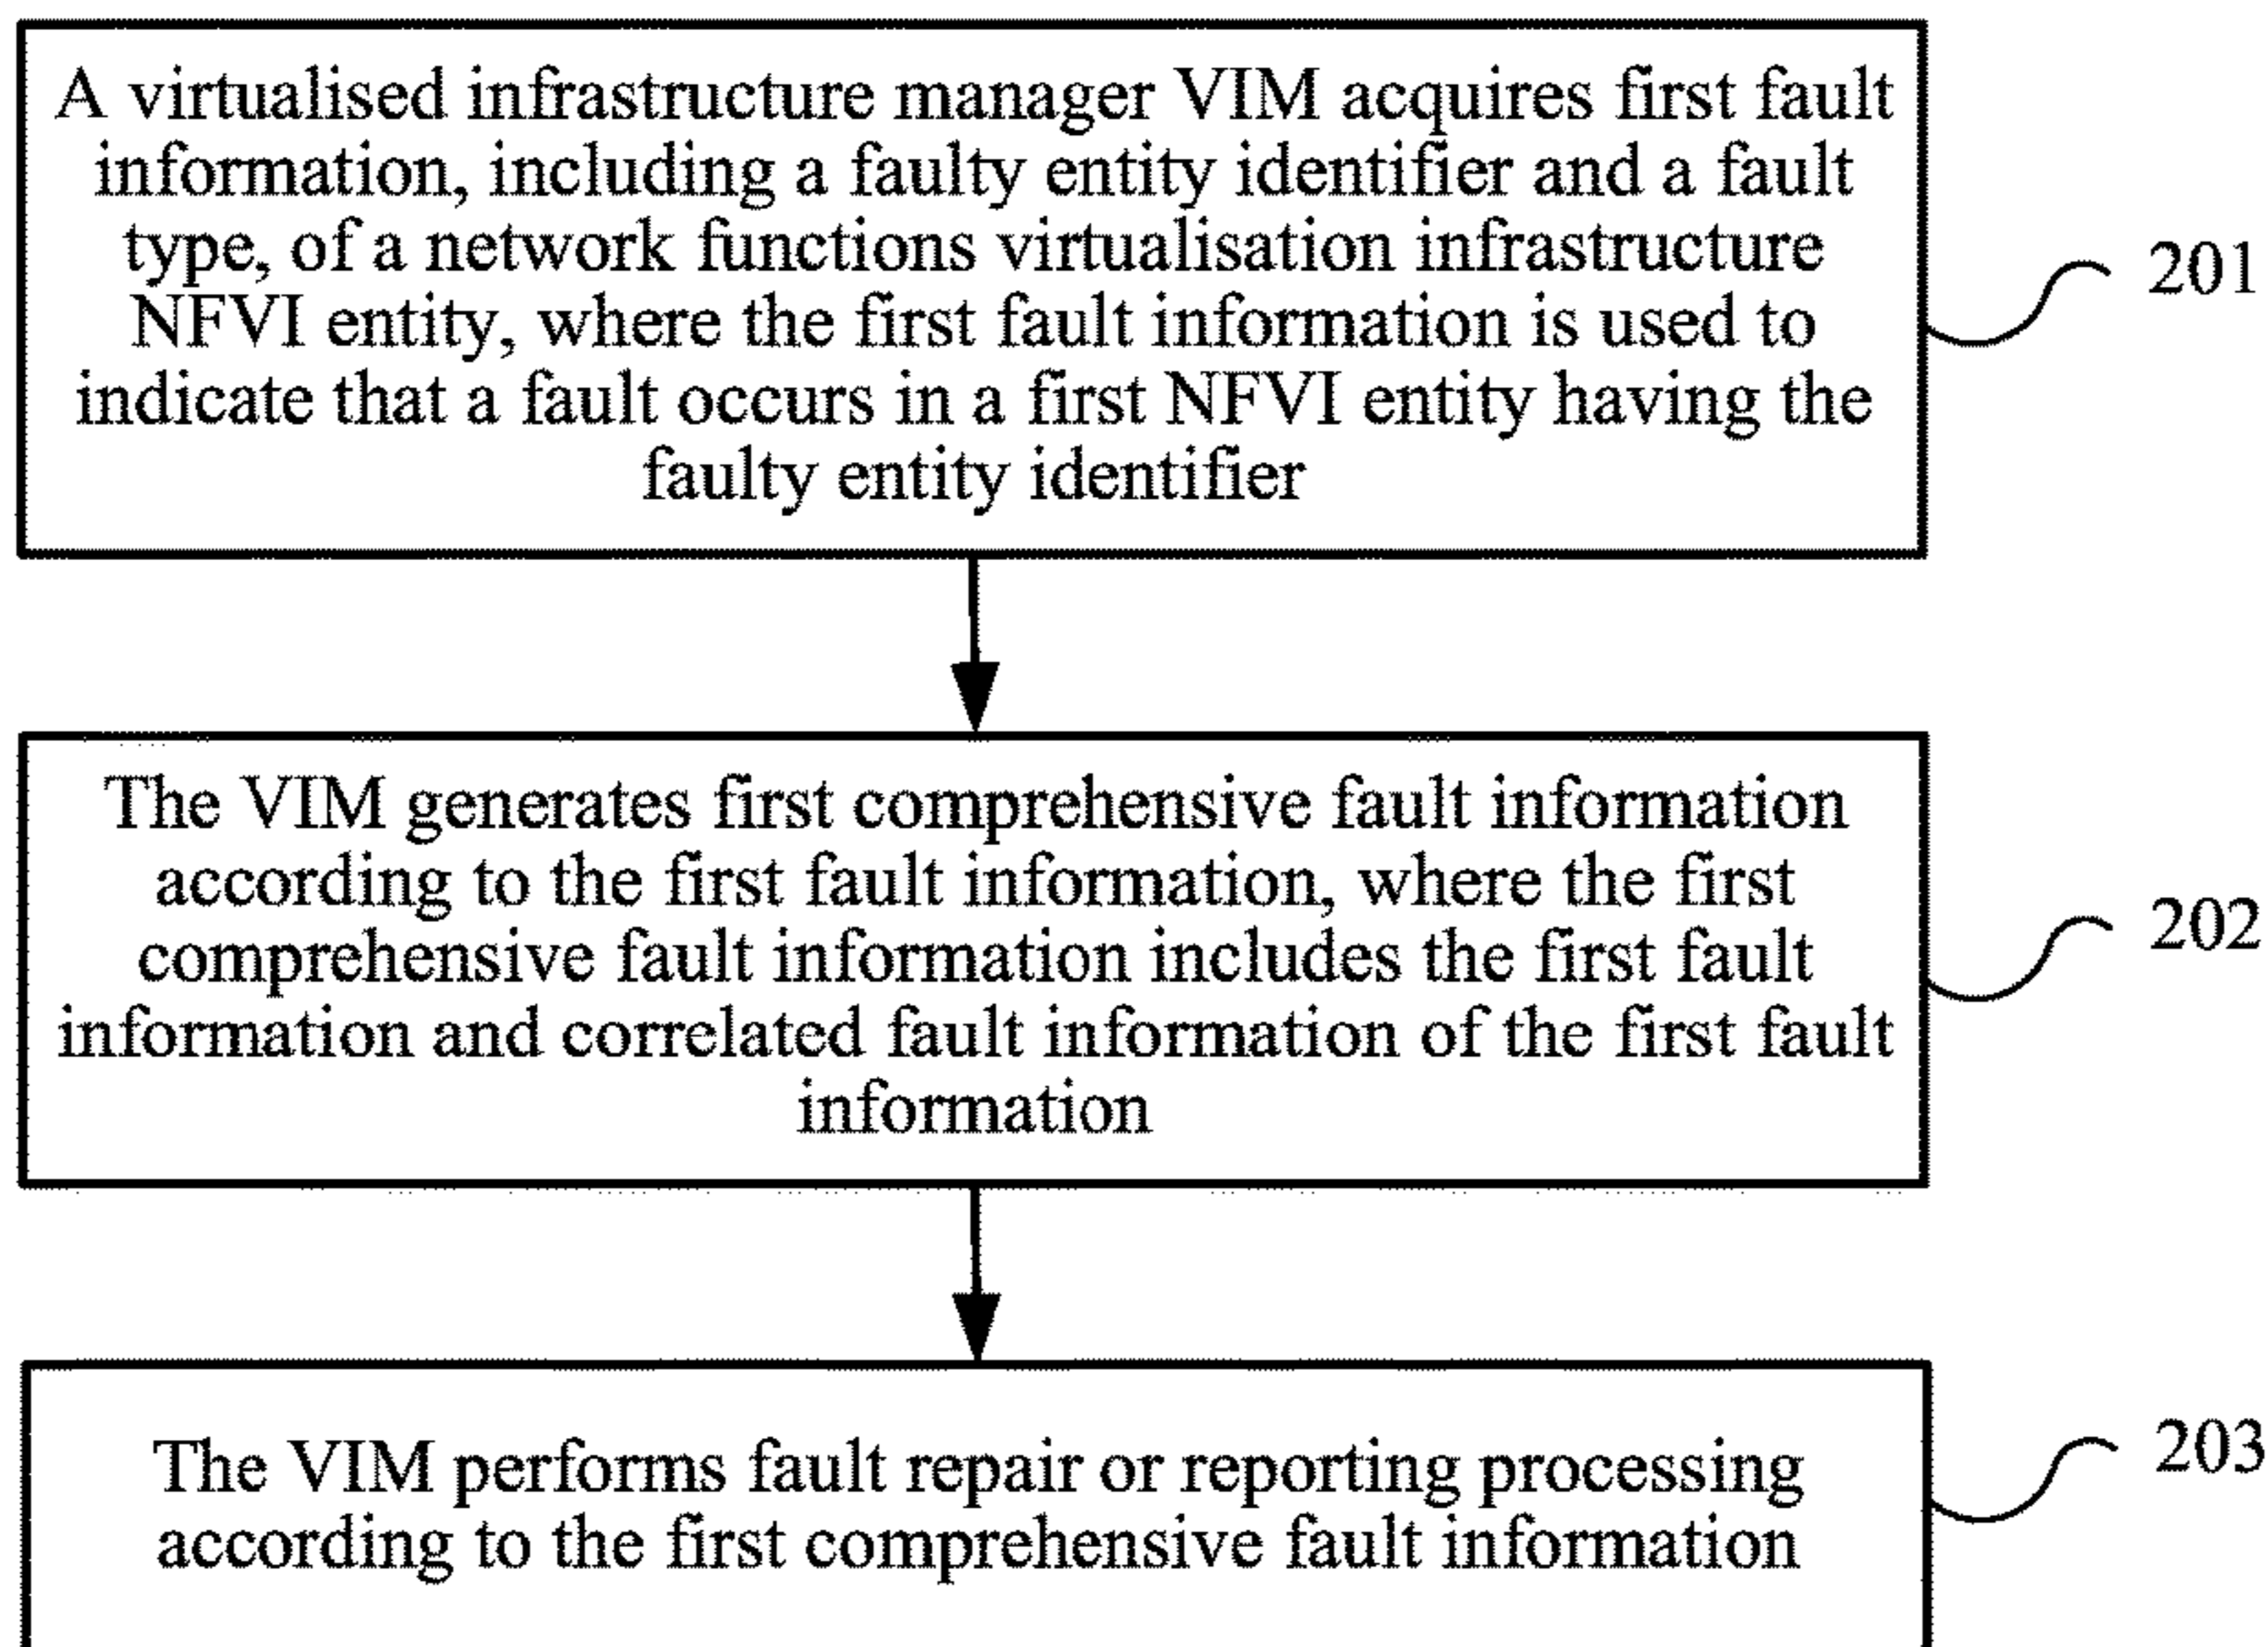 A virtualised infrastructure manager VIM acquires first fault
information, including a faulty entity identifier and a fault
type, of a network functions virtualisation infrastructure
NFVI entity, where the first fault information is used to
indicate that a fault occurs in a first NFVI entity having the
faulty entity identifier
201
The VIM generates first comprehensive fault information
according to the first fault information, where the first
comprehensive fault information includes the first fault
information and correlated fault information of the first fault
information
202
The VIM performs fault repair or reporting processing
according to the first comprehensive fault information
203